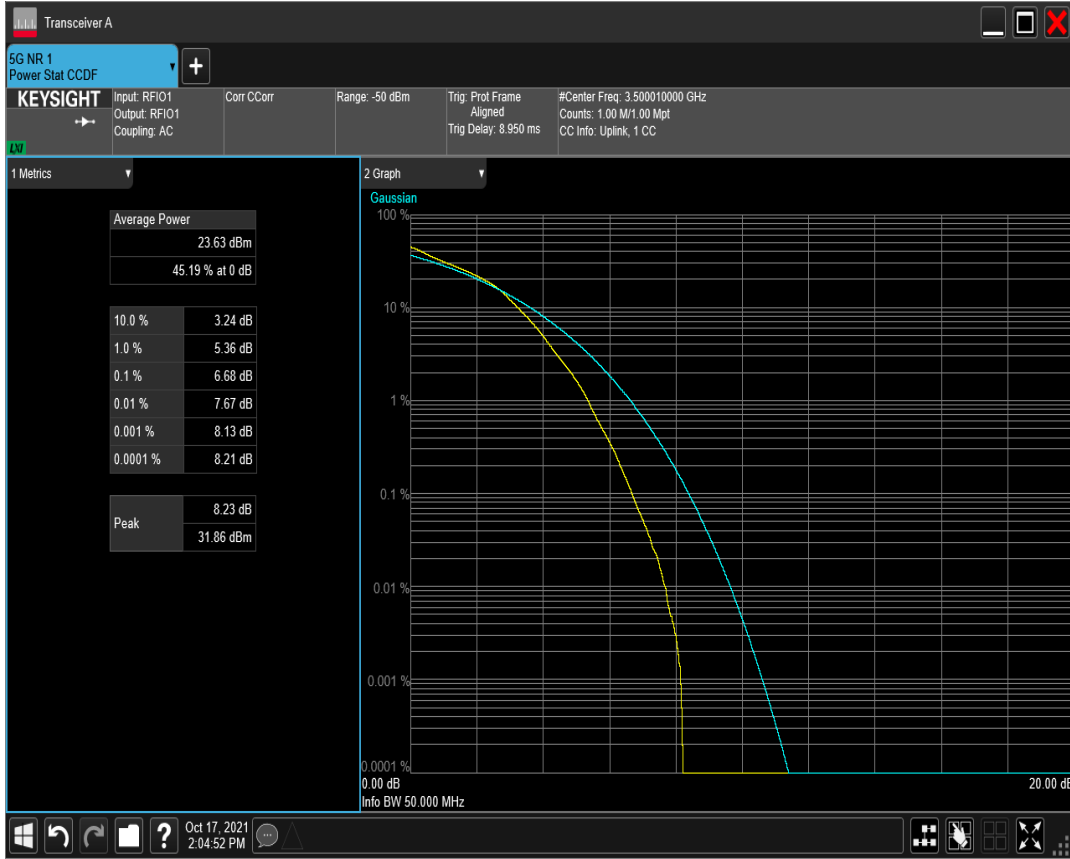 Transceiver A
5G NR 1
Power Stat CCDF
+
KEYSIGHT
LXI
Input: RFIO1
Output: RFIO1
Coupling: AC
Corr CCorr
Range: -50 dBm
Trig: Prot Frame
Aligned
Trig Delay: 8.950 ms
#Center Freq: 3.500010000 GHz
Counts: 1.00 M/1.00 Mpt
CC Info: Uplink, 1 CC
1 Metrics
Average Power
23.63 dBm
45.19 % at 0 dB
10.0 % 3.24 dB
1.0 % 5.36 dB
0.1 % 6.68 dB
0.01 % 7.67 dB
0.001 % 8.13 dB
0.0001 % 8.21 dB
Peak 8.23 dB
31.86 dBm
2 Graph
Gaussian
100 %
10 %
1 %
0.1 %
0.01 %
0.001 %
0.0001 %
0.00 dB 20.00 dB
Info BW 50.000 MHz
? Oct 17, 2021
2:04:52 PM